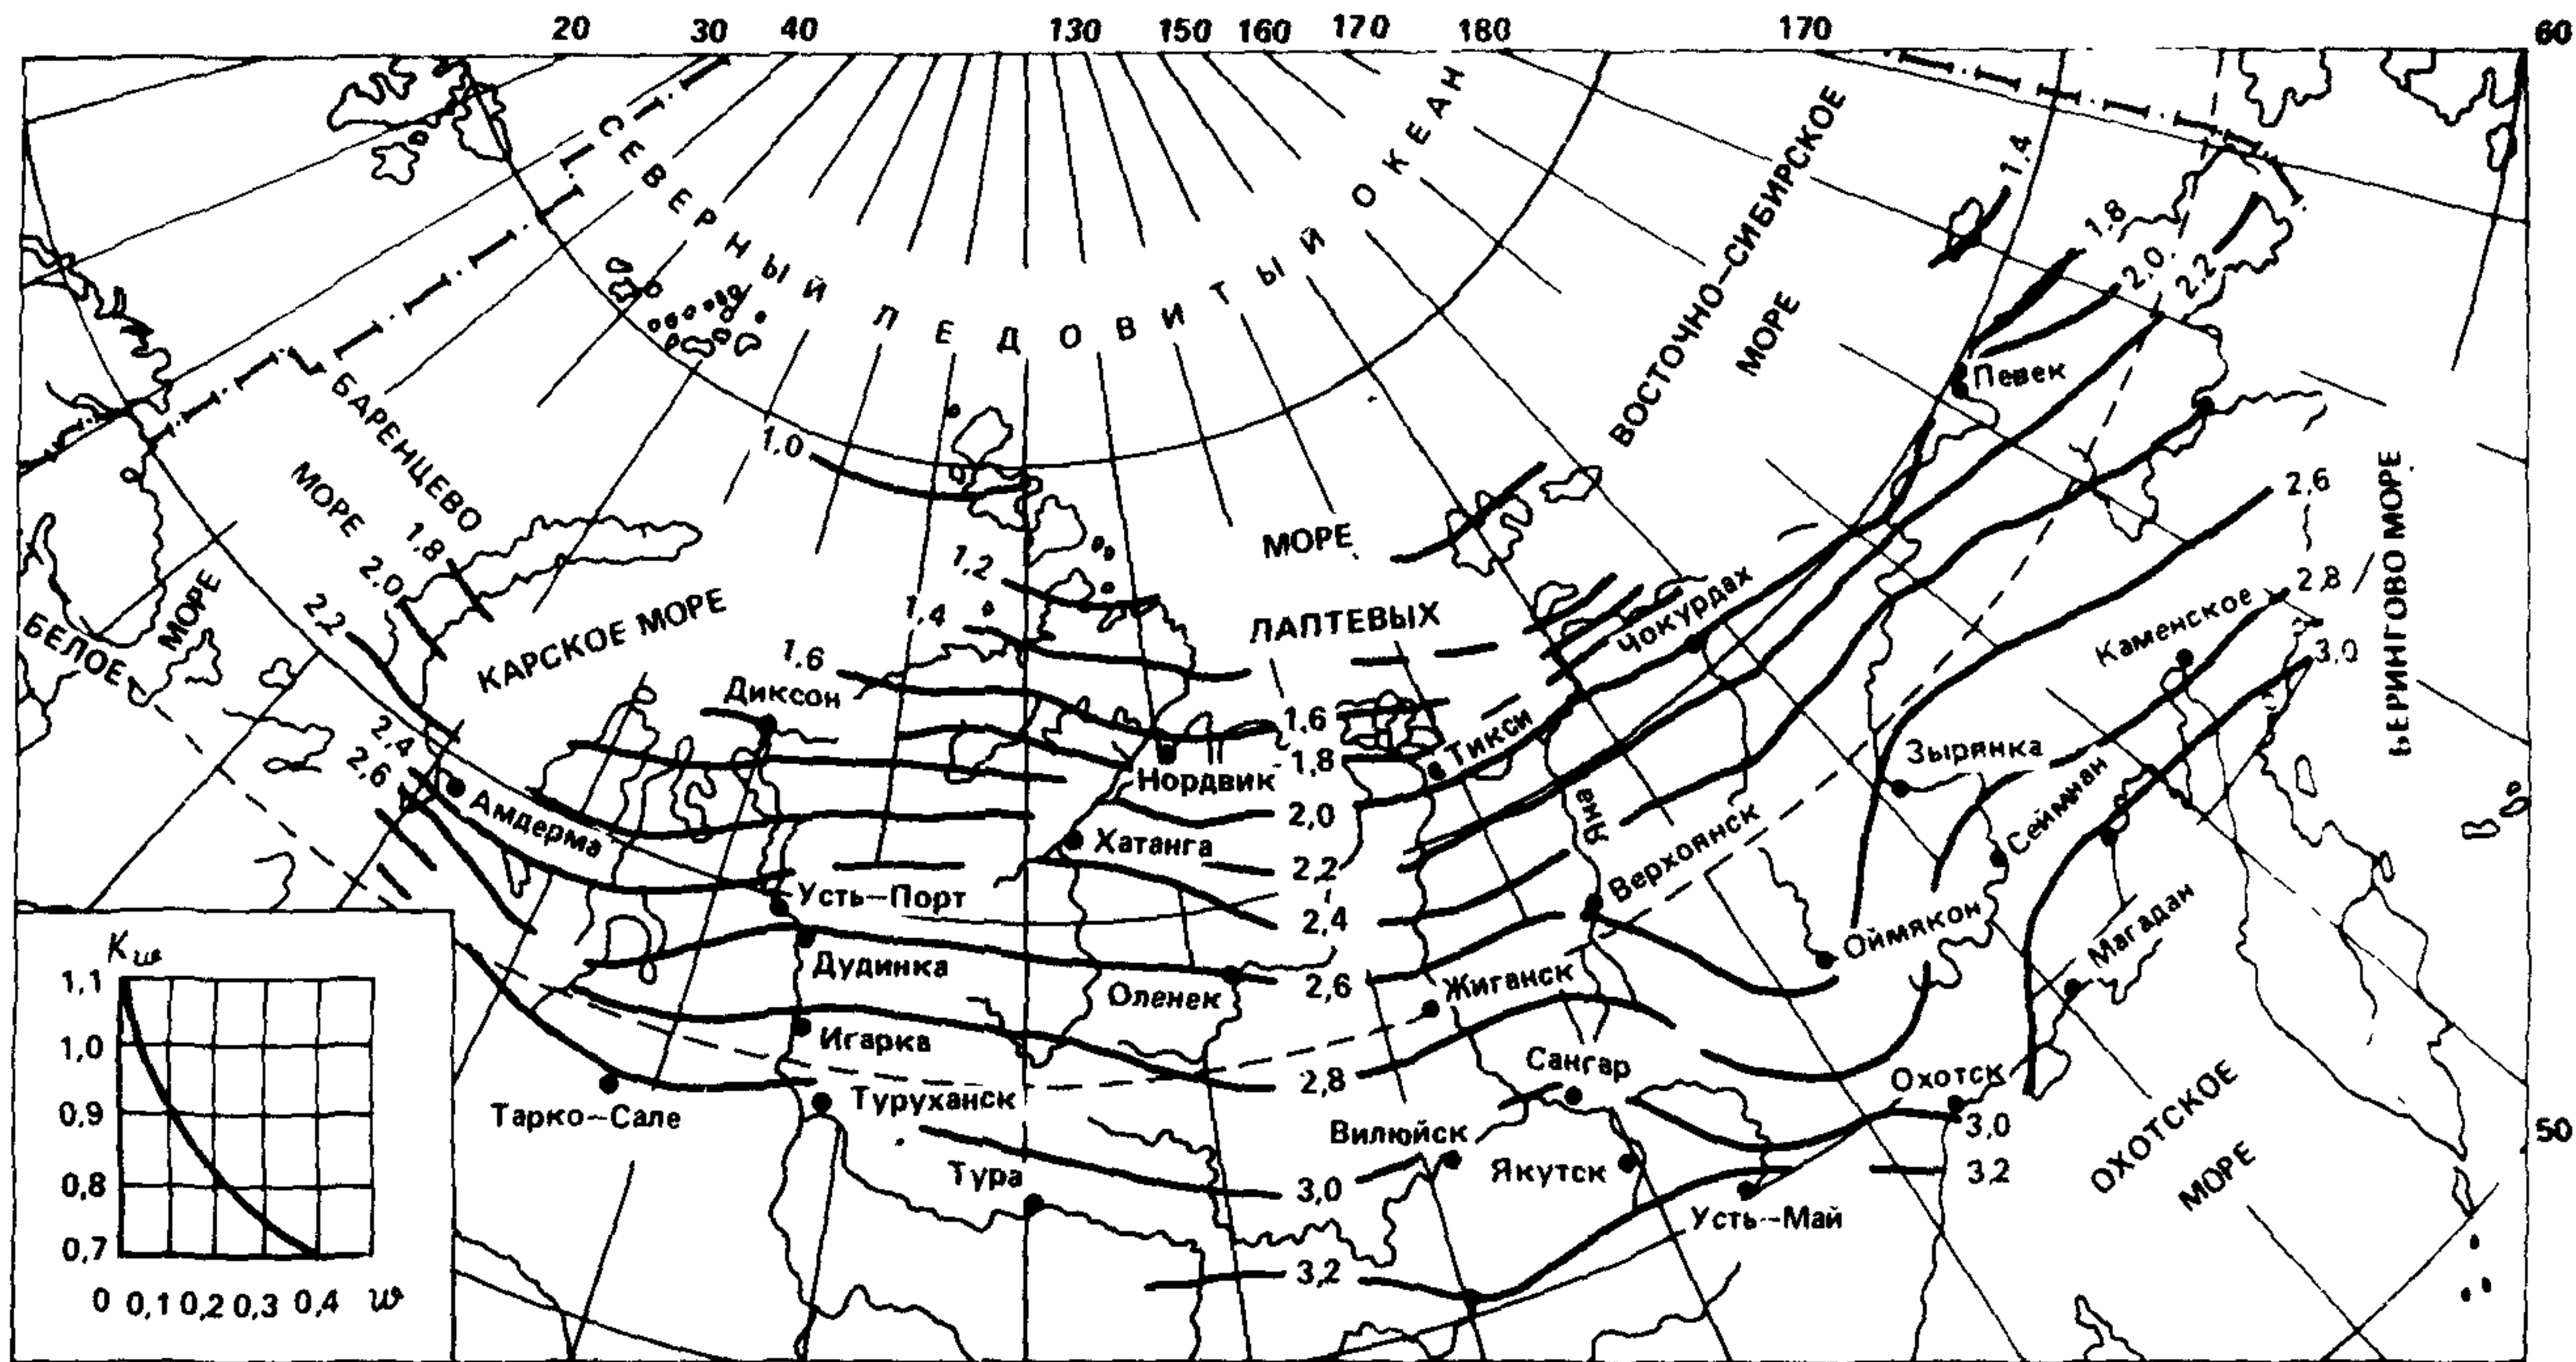 20 30 40 130 150 160 170 180 170 60
СЕВЕРНЫЙ ЛЕДОВИТЫЙ ОКЕАН
ВОСТОЧНО-СИБИРСКОЕ
МОРЕ
1,4
1,8
2,0
2,2
Певек
БАРЕНЦЕВО
МОРЕ
1,0
1,8
2,0
2,2
БЕЛОЕ
МОРЕ
КАРСКОЕ МОРЕ
1,2
1,4
1,6
МОРЕ
ЛАПТЕВЫХ
Чокурдах
2,6
2,8
3,0
Каменское
БЕРИНГОВО МОРЕ
Диксон
2,4
2,6
Амдерма
Нордвик
1,6
1,8
2,0
2,2
2,4
2,6
2,8
3,0
3,2
Тикси
Яна
Зырянка
Сеймчан
Хатанга
Верхоянск
Усть-Порт
Оймякон
Магадан
Дудинка
Оленек
Жиганск
Игарка
Сангар
Охотск
Тарко-Сале
Туруханск
Вилюйск
3,0
Тура
Якутск
3,2
Усть-Май
ОХОТСКОЕ
МОРЕ
50
Kw
1,1
1,0
0,9
0,8
0,7
0 0,1 0,2 0,3 0,4 w